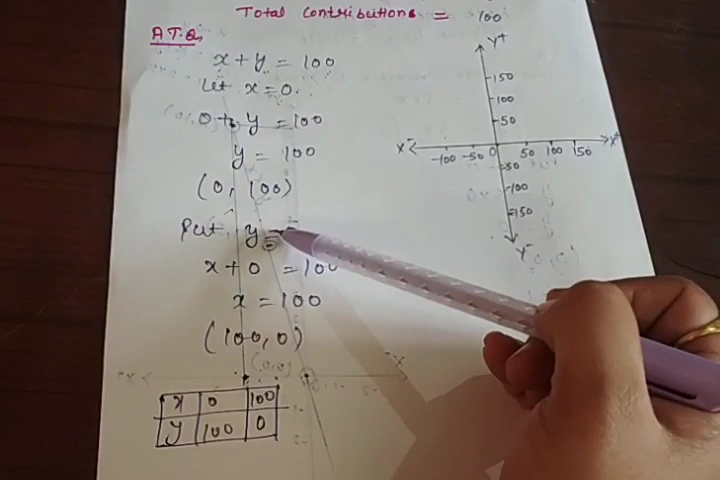 Total Contributions = 100
A.T.Q,
x + y = 100
Let x = 0.
0 + y = 100
y = 100
(0, 100)
Put y =
x + 0 = 100
x = 100
(100, 0)
x 0 100
y 100 0
Y+
150
100
50
X- -100 -50 0 50 100 150 X+
-50
-100
-150
Y-